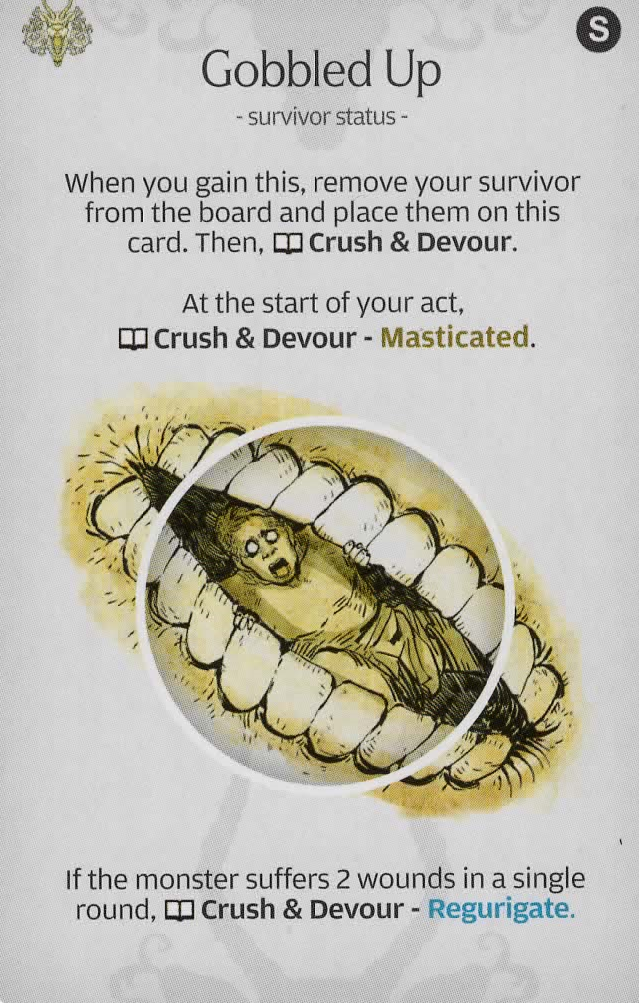 S
Gobbled Up
- survivor status -
When you gain this, remove your survivor
from the board and place them on this
card. Then, Crush & Devour.
At the start of your act,
Crush & Devour - Masticated.
If the monster suffers 2 wounds in a single
round, Crush & Devour - Regurigate.